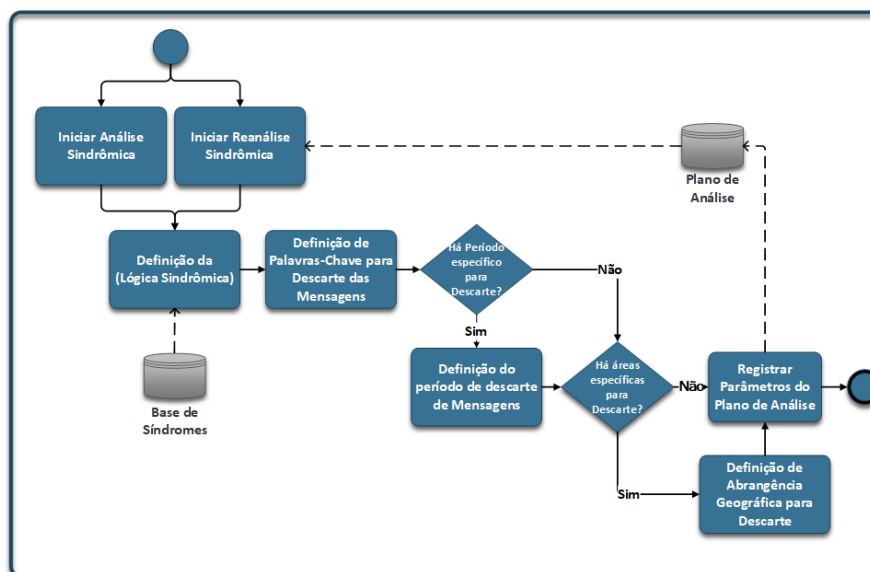 Iniciar Análise
Sindrômica
Iniciar Reanálise
Sindrômica
Plano de
Análise
Definição da
(Lógica Sindrômica)
Definição de
Palavras-Chave para
Descarte das
Mensagens
Há Período
específico
para
Descarte?
Não
Sim
Base de
Síndromes
Definição do
período de descarte
de Mensagens
Há áreas
específicas
para
Descarte?
Não
Registrar
Parâmetros do
Plano de Análise
Sim
Definição de
Abrangência
Geográfica para
Descarte